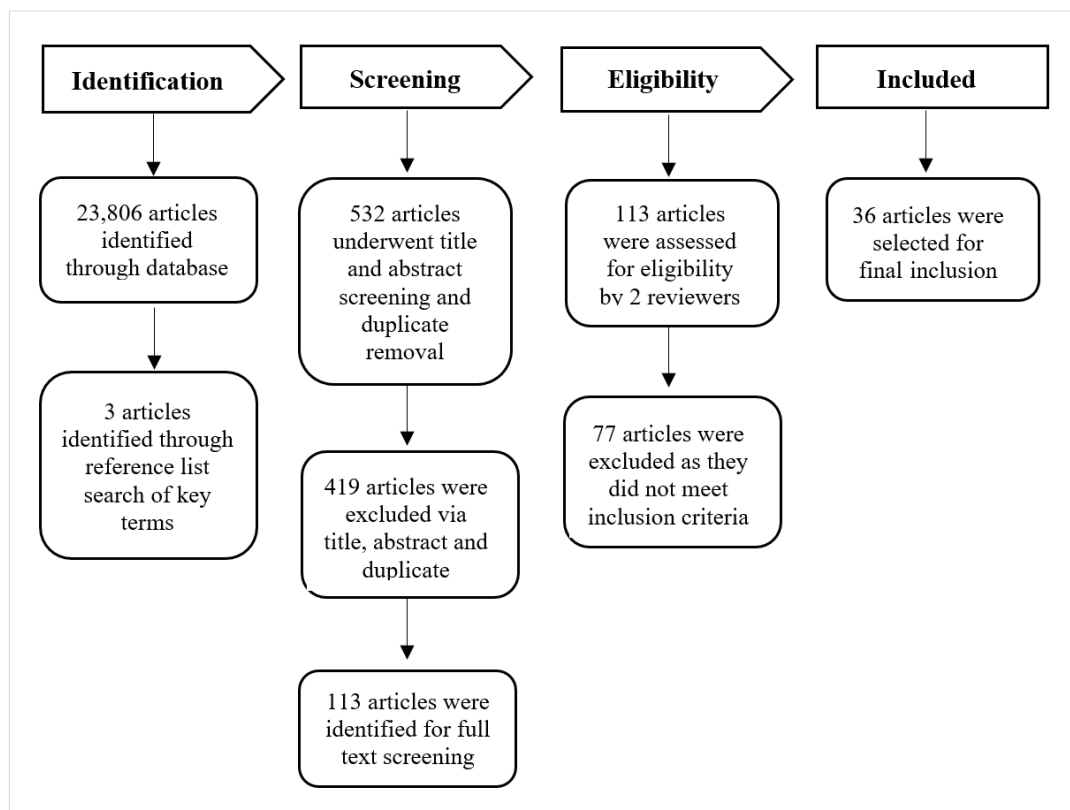 Identification
23,806 articles
identified
through database
3 articles
identified through
reference list
search of key
terms
Screening
532 articles
underwent title
and abstract
screening and
duplicate
removal
419 articles were
excluded via
title, abstract and
duplicate
113 articles were
identified for full
text screening
Eligibility
113 articles
were assessed
for eligibility
by 2 reviewers
77 articles were
excluded as they
did not meet
inclusion criteria
Included
36 articles were
selected for
final inclusion